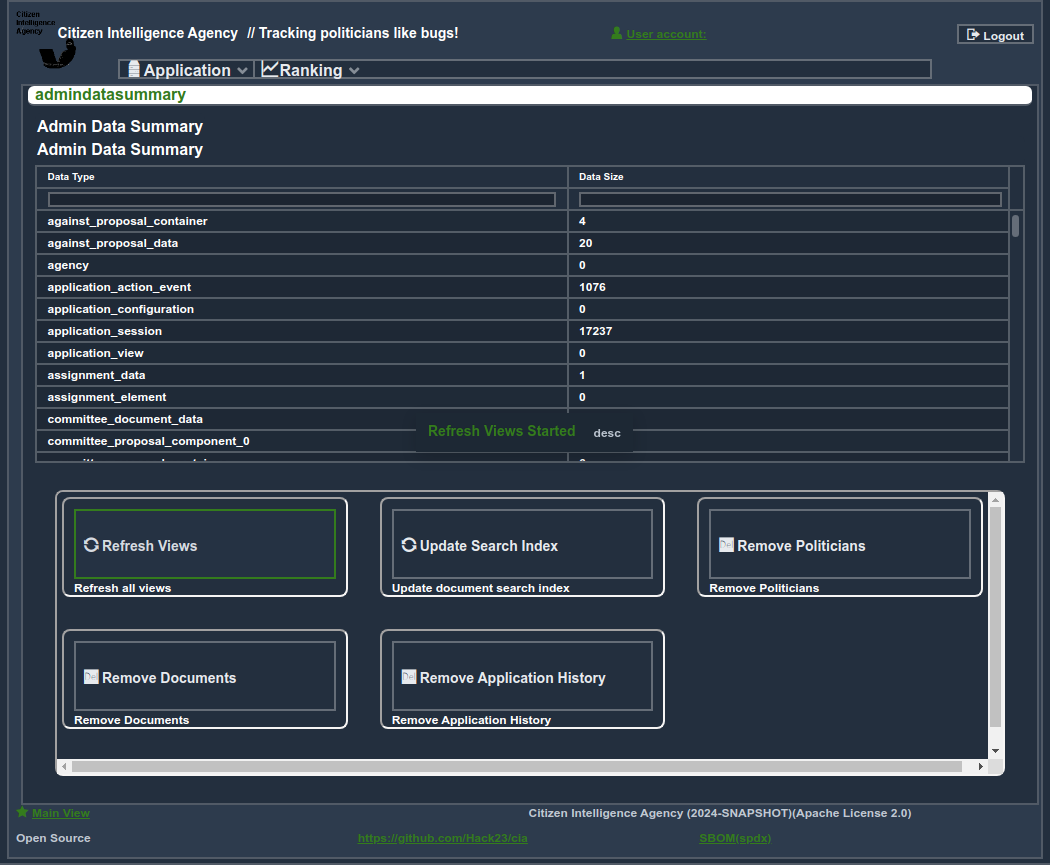 Citizen
Intelligence
Agency
Citizen Intelligence Agency // Tracking politicians like bugs!
User account:
Logout
Application
Ranking
admindatasummary
Admin Data Summary
Admin Data Summary
Data Type Data Size
against_proposal_container 4
against_proposal_data 20
agency 0
application_action_event 1076
application_configuration 0
application_session 17237
application_view 0
assignment_data 1
assignment_element 0
committee_document_data
Refresh Views Started desc
committee_proposal_component_0
Refresh Views
Refresh all views
Update Search Index
Update document search index
Del Remove Politicians
Remove Politicians
Del Remove Documents
Remove Documents
Del Remove Application History
Remove Application History
Main View
Citizen Intelligence Agency (2024-SNAPSHOT)(Apache License 2.0)
Open Source
https://github.com/Hack23/cia
SBOM(spdx)